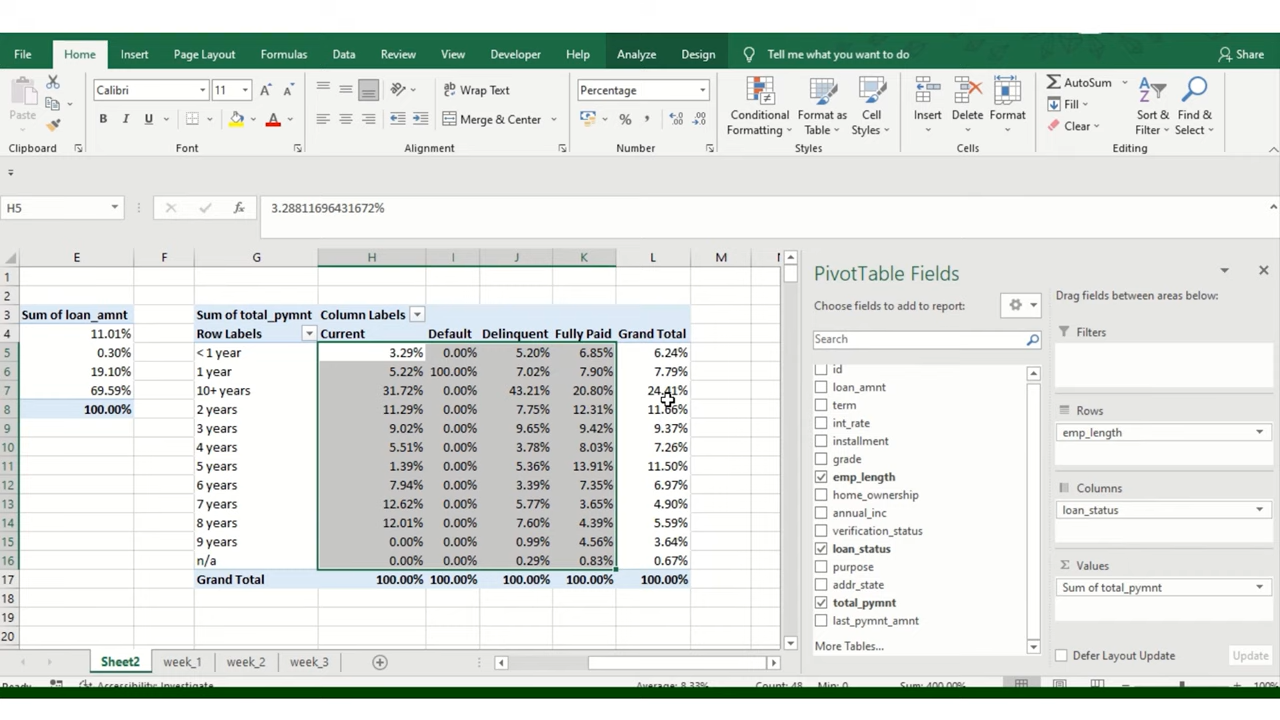 File Home Insert Page Layout Formulas Data Review View Developer Help Analyze Design Tell me what you want to do Share
Paste
Calibri 11 A A
B I U A
Wrap Text
Merge & Center
Percentage
%
Conditional Formatting
Format as Table
Cell Styles
Insert Delete Format
AutoSum
Fill
Clear
Sort & Filter
Find & Select
Clipboard Font Alignment Number Styles Cells Editing
H5 fx 3.28811696431672%
E F G H I J K L M
1
2
3 Sum of loan_amnt Sum of total_pymnt Column Labels
4 11.01% Row Labels Current Default Delinquent Fully Paid Grand Total
5 0.30% < 1 year 3.29% 0.00% 5.20% 6.85% 6.24%
6 19.10% 1 year 5.22% 100.00% 7.02% 7.90% 7.79%
7 69.59% 10+ years 31.72% 0.00% 43.21% 20.80% 24.41%
8 100.00% 2 years 11.29% 0.00% 7.75% 12.31% 11.66%
9 3 years 9.02% 0.00% 9.65% 9.42% 9.37%
10 4 years 5.51% 0.00% 3.78% 8.03% 7.26%
11 5 years 1.39% 0.00% 5.36% 13.91% 11.50%
12 6 years 7.94% 0.00% 3.39% 7.35% 6.97%
13 7 years 12.62% 0.00% 5.77% 3.65% 4.90%
14 8 years 12.01% 0.00% 7.60% 4.39% 5.59%
15 9 years 0.00% 0.00% 0.99% 4.56% 3.64%
16 n/a 0.00% 0.00% 0.29% 0.83% 0.67%
17 Grand Total 100.00% 100.00% 100.00% 100.00% 100.00%
18
19
20
Sheet2 week_1 week_2 week_3
Accessibility: Investigate Average: 8.33% Count: 48 Min: 0 Sum: 400.00% 100%
PivotTable Fields
Choose fields to add to report:
Search
id
loan_amnt
term
int_rate
installment
grade
emp_length
home_ownership
annual_inc
verification_status
loan_status
purpose
addr_state
total_pymnt
last_pymnt_amnt
More Tables...
Drag fields between areas below:
Filters
Rows
emp_length
Columns
loan_status
Σ Values
Sum of total_pymnt
Defer Layout Update Update